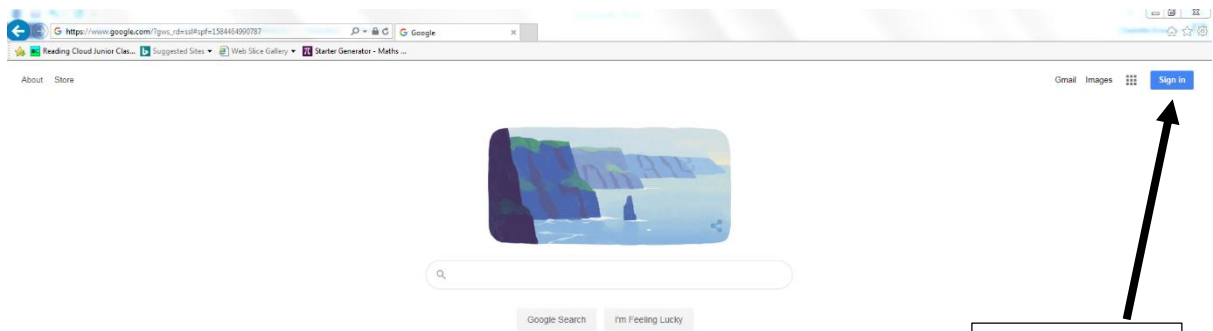 https://www.google.com/?gws_rd=ssl#spf=1584464990787
Google
Reading Cloud Junior Clas... Suggested Sites Web Slice Gallery Starter Generator - Maths ...
About Store Gmail Images Sign in
Google Search I'm Feeling Lucky